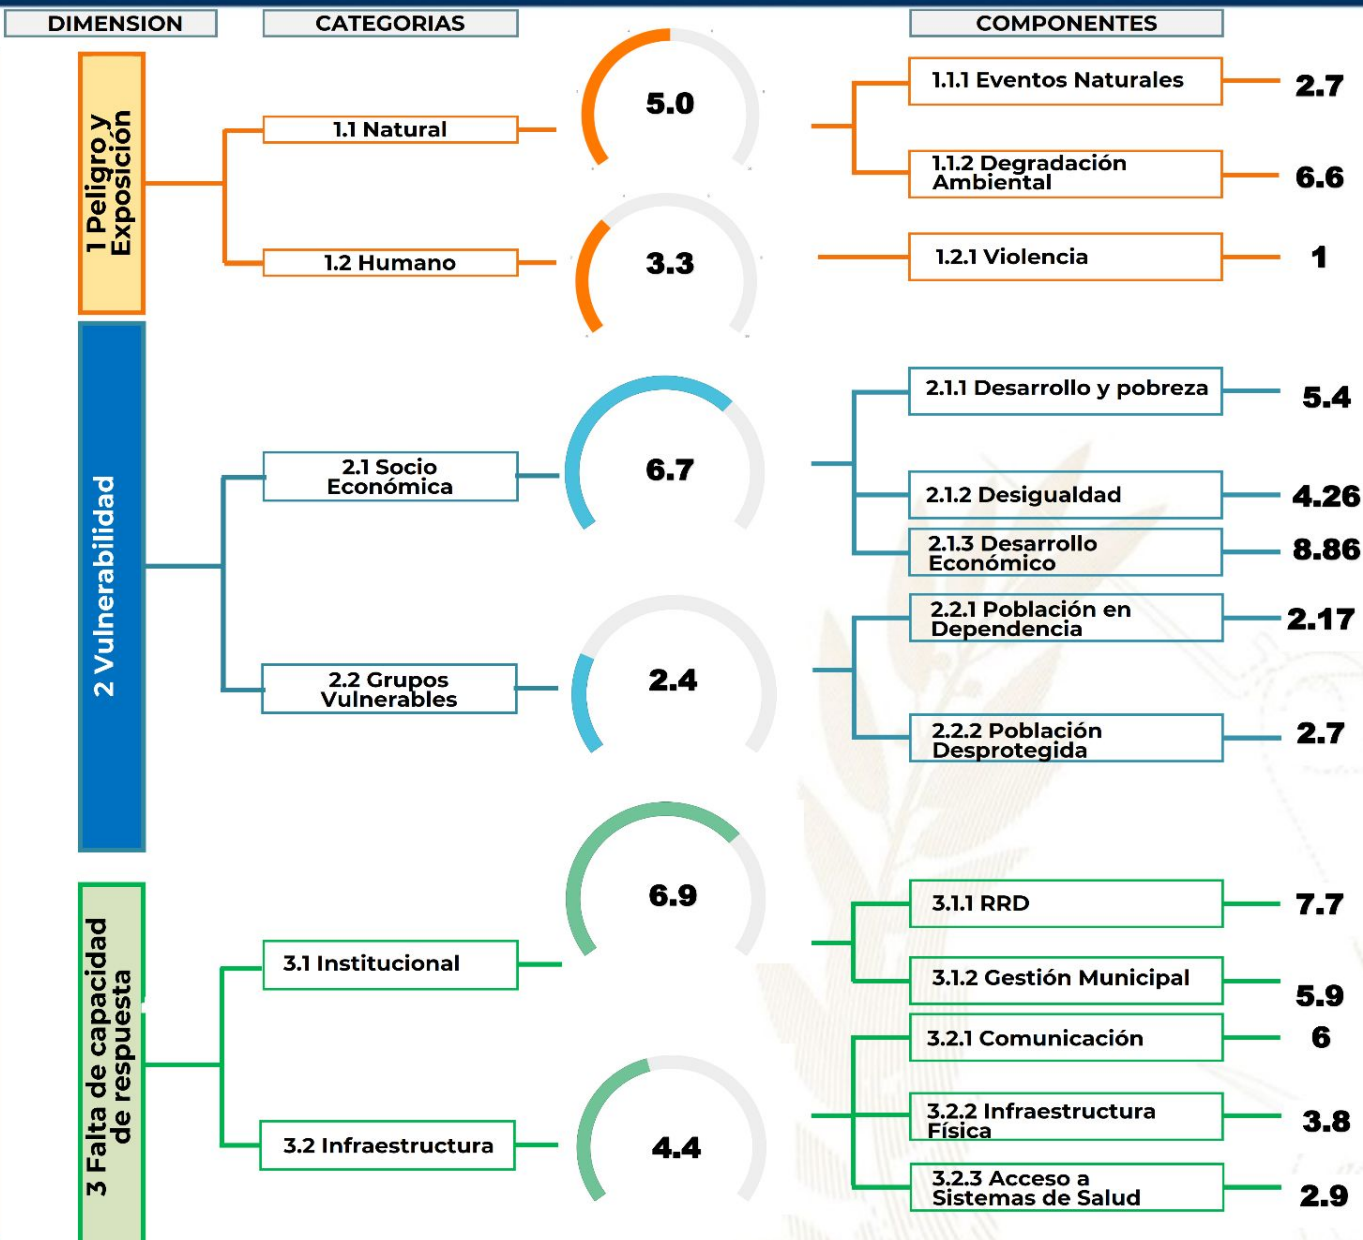 DIMENSION
CATEGORIAS
COMPONENTES
1 Peligro y
Exposición
1.1 Natural
5.0
1.1.1 Eventos Naturales
2.7
1.1.2 Degradación
Ambiental
6.6
1.2 Humano
3.3
1.2.1 Violencia
1
2 Vulnerabilidad
2.1 Socio
Económica
6.7
2.1.1 Desarrollo y pobreza
5.4
2.1.2 Desigualdad
4.26
2.1.3 Desarrollo
Económico
8.86
2.2 Grupos
Vulnerables
2.4
2.2.1 Población en
Dependencia
2.17
2.2.2 Población
Desprotegida
2.7
3 Falta de capacidad
de respuesta
3.1 Institucional
6.9
3.1.1 RRD
7.7
3.1.2 Gestión Municipal
5.9
3.2 Infraestructura
4.4
3.2.1 Comunicación
6
3.2.2 Infraestructura
Física
3.8
3.2.3 Acceso a
Sistemas de Salud
2.9